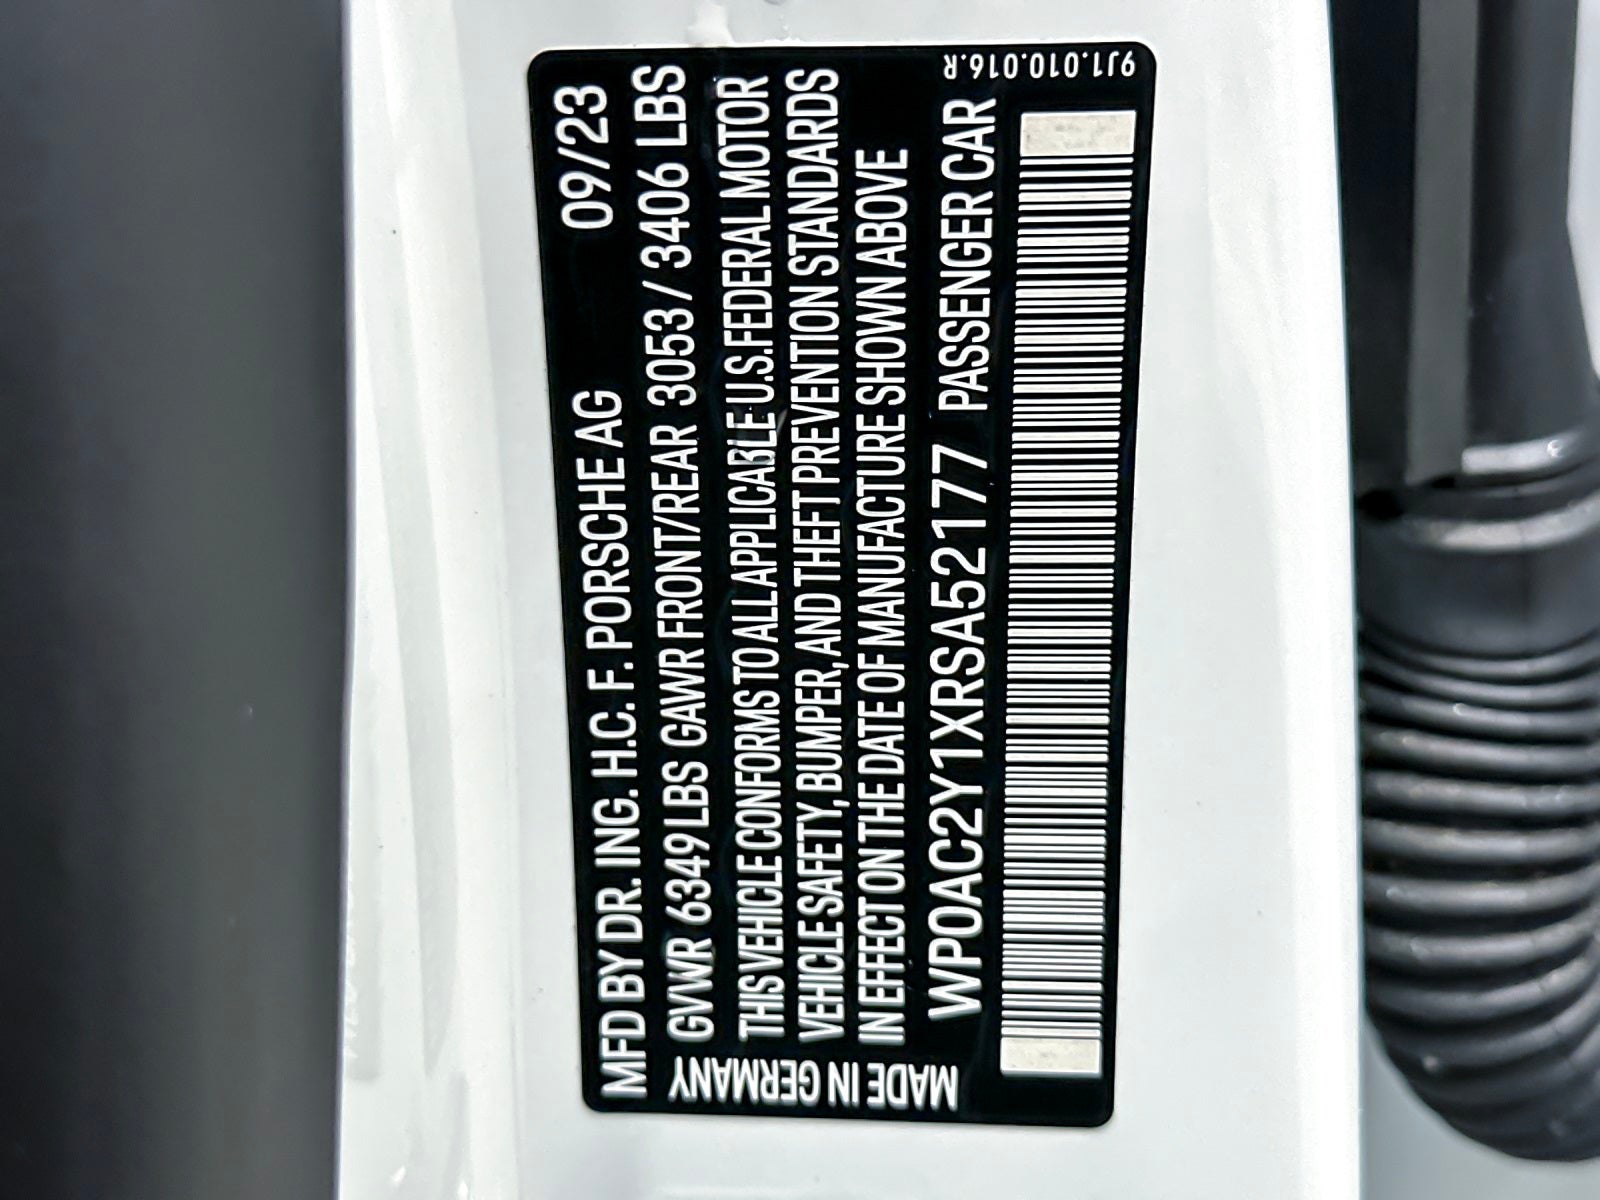 MFD BY DR. ING. H.C. F. PORSCHE AG 09/23
GVWR 6349 LBS GAWR FRONT/REAR 3053 / 3406 LBS
THIS VEHICLE CONFORMS TO ALL APPLICABLE U.S.FEDERAL MOTOR
VEHICLE SAFETY, BUMPER, AND THEFT PREVENTION STANDARDS
IN EFFECT ON THE DATE OF MANUFACTURE SHOWN ABOVE
WP0AC2Y1XRSA52177 PASSENGER CAR
MADE IN GERMANY
9J1.010.016.R